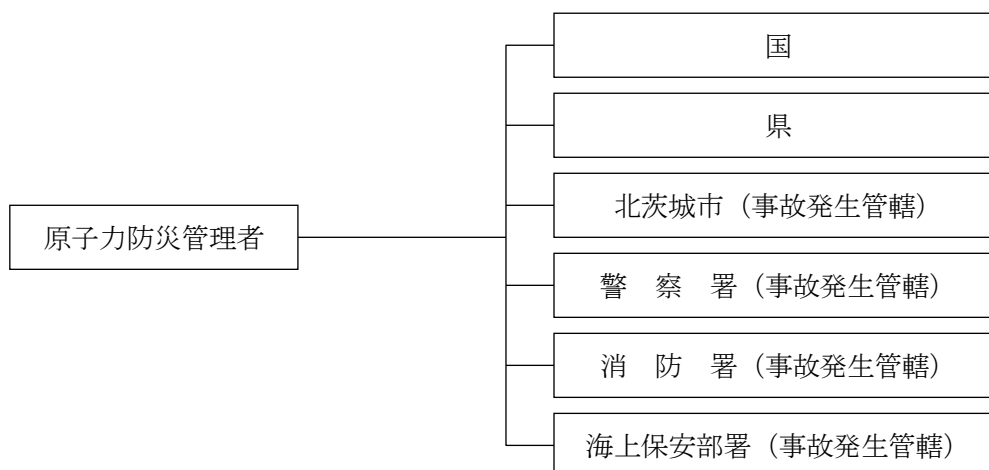 国
県
北茨城市（事故発生管轄）
原子力防災管理者
警　察　署（事故発生管轄）
消　防　署（事故発生管轄）
海上保安部署（事故発生管轄）